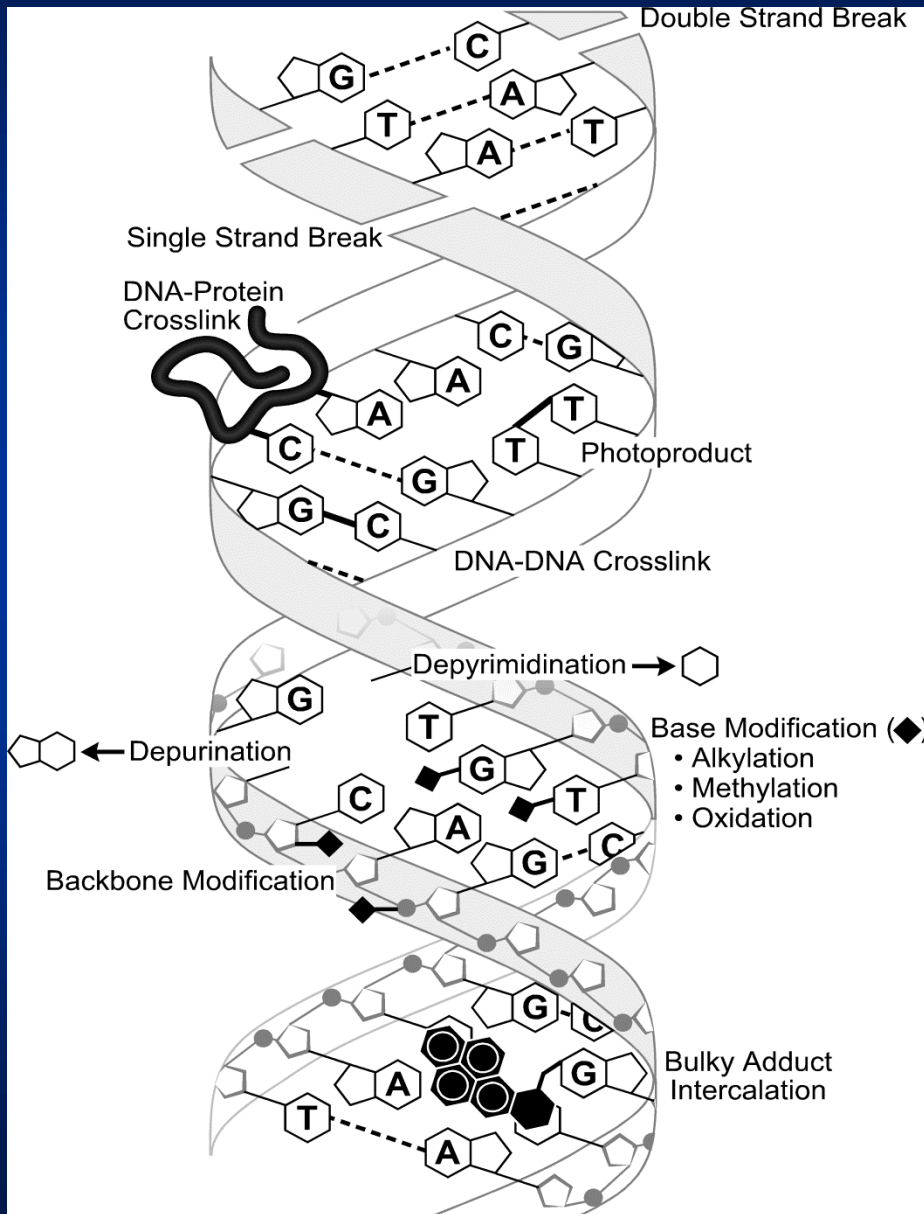 Double Strand Break
G C
T A
A T
Single Strand Break
DNA-Protein
Crosslink
C G
A A
T T
C G
Photoproduct
G C
DNA-DNA Crosslink
Depyrimidination
G
T
Base Modification (◆)
Depurination
G
• Alkylation
C
T
• Methylation
A
• Oxidation
G C
Backbone Modification
G C
A
G
Bulky Adduct
Intercalation
T
A